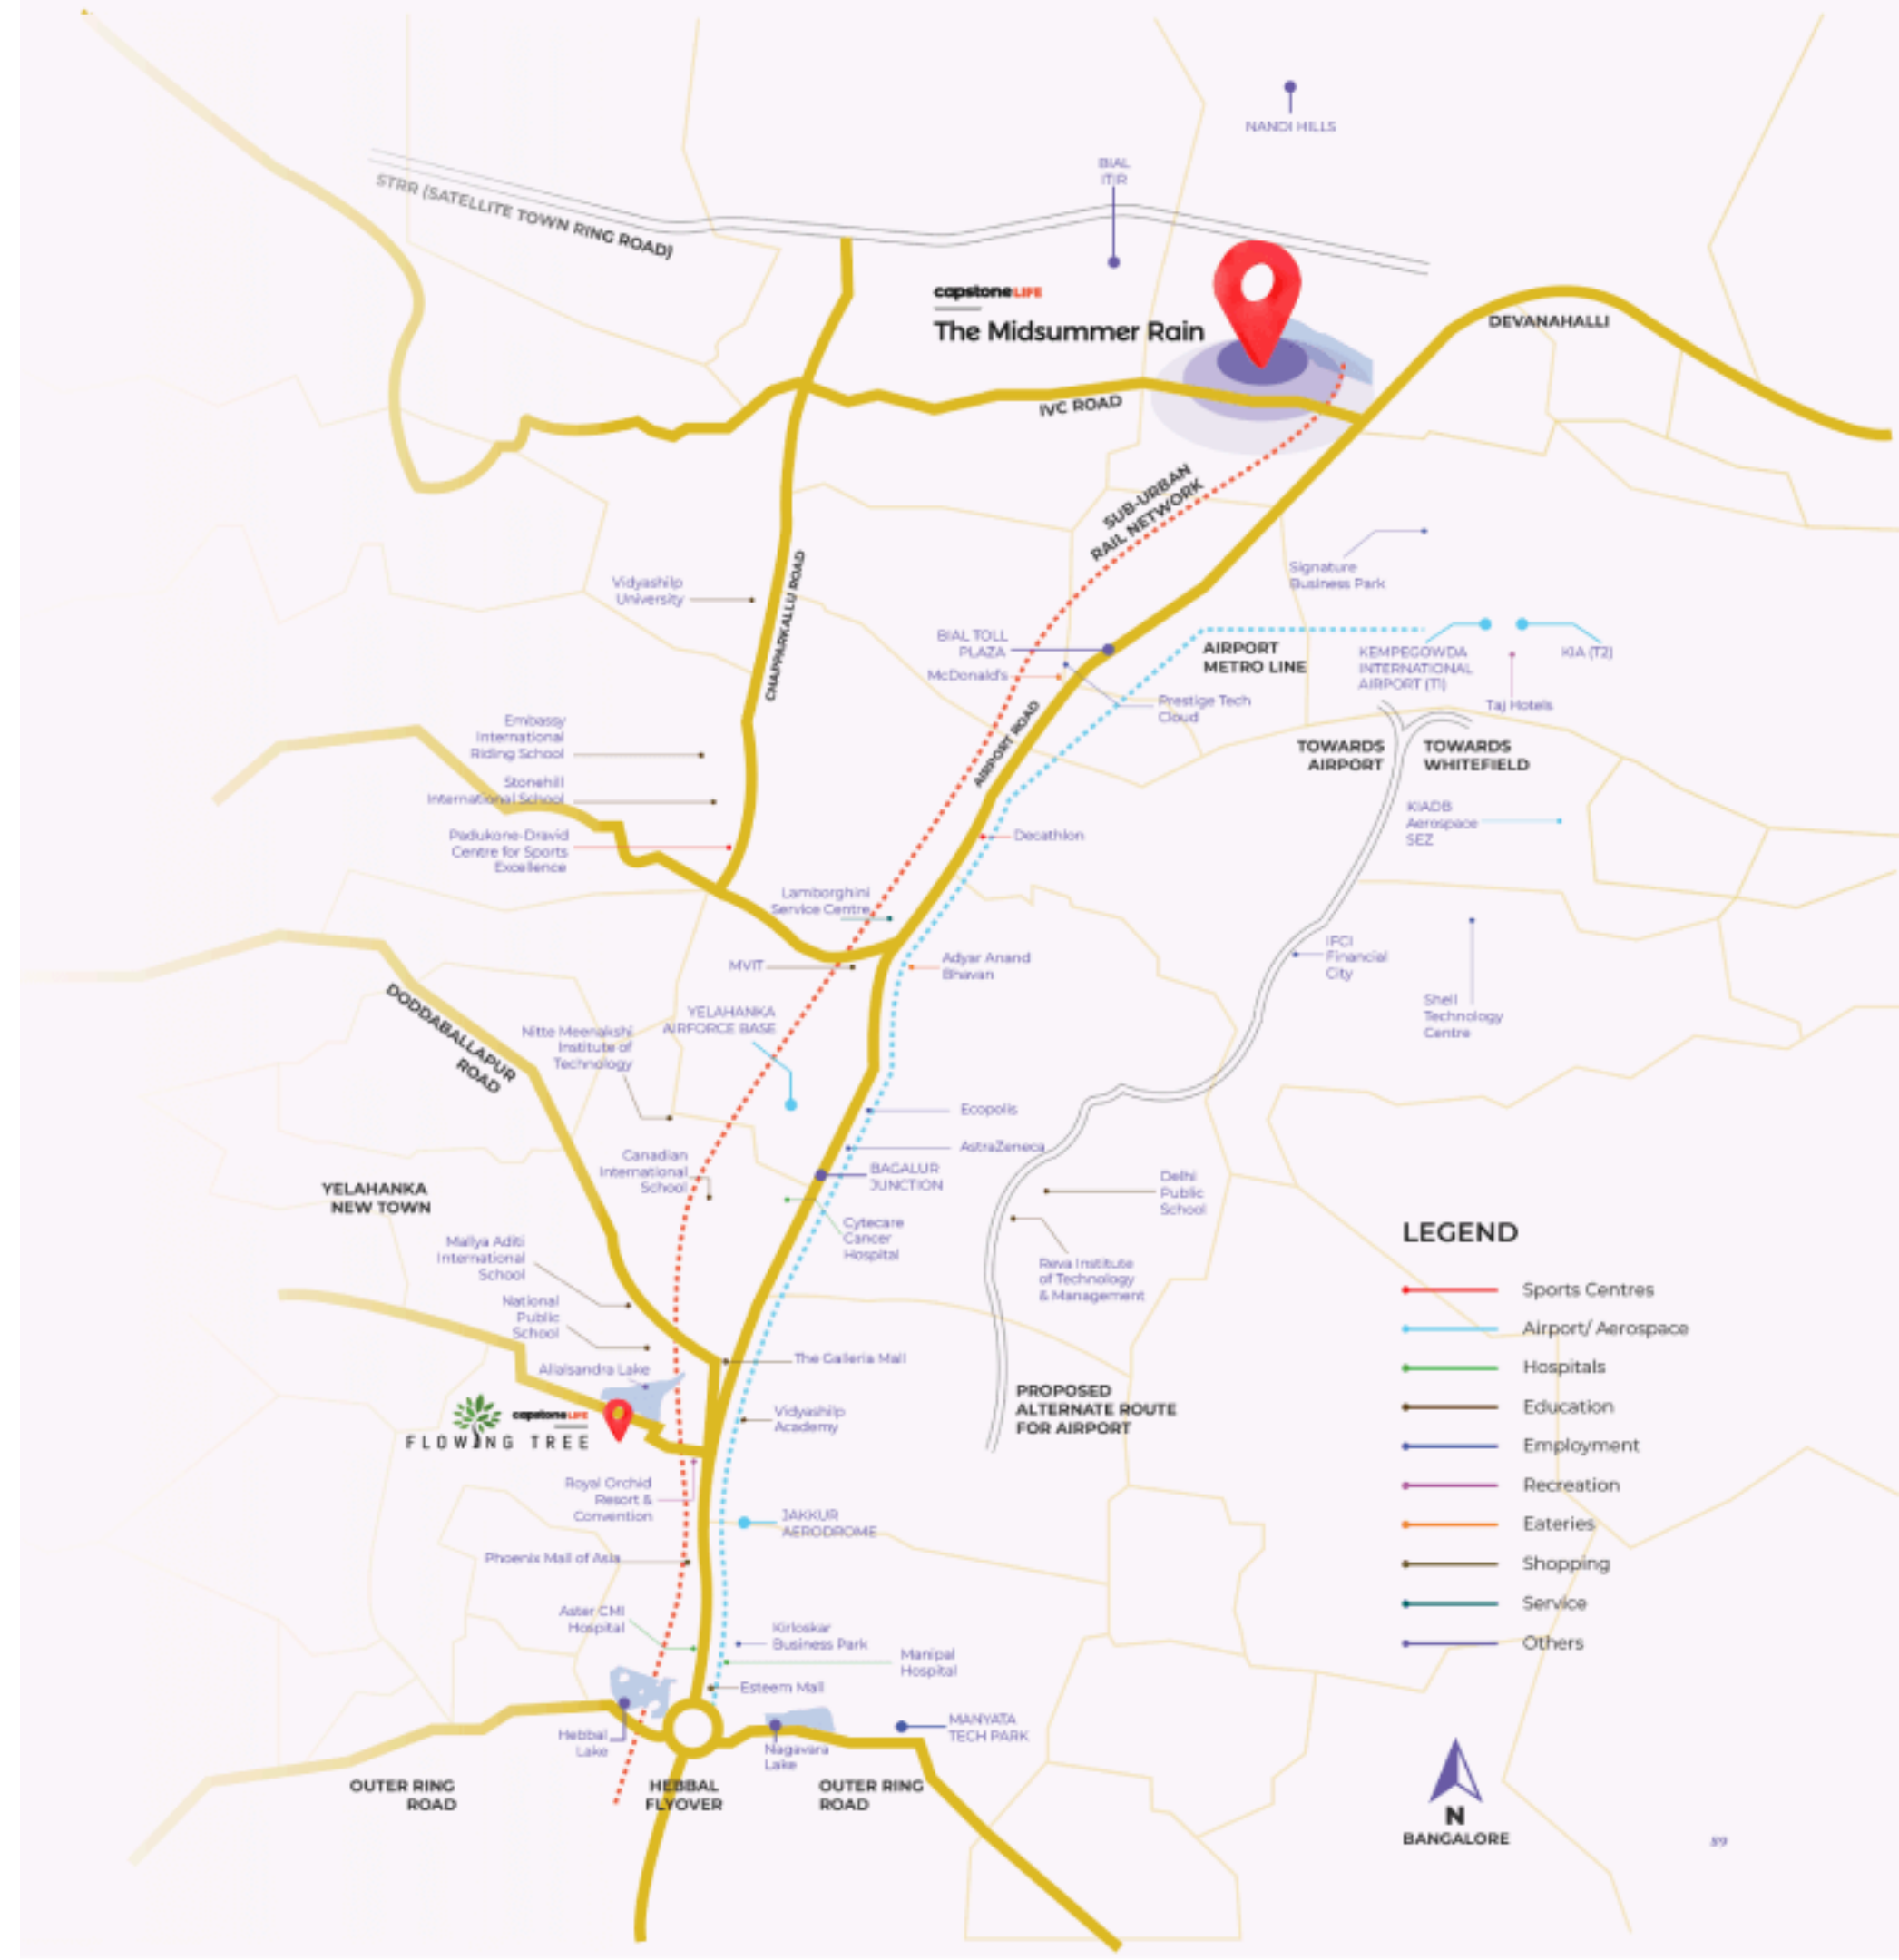 NANDI HILLS
BIAL
ITIR
STRR (SATELLITE TOWN RING ROAD)
capstoneLIFE
The Midsummer Rain
DEVANAHALLI
IVC ROAD
SUB-URBAN
RAIL NETWORK
Signature
Business Park
CHAPPARKALLU ROAD
Vidyashilp
University
BIAL TOLL
PLAZA
McDonald's
AIRPORT
METRO LINE
KEMPEGOWDA
INTERNATIONAL
AIRPORT (T1)
KIA (T2)
Taj Hotels
Prestige Tech
Cloud
AIRPORT ROAD
TOWARDS
AIRPORT
TOWARDS
WHITEFIELD
Embassy
International
Riding School
Stonehill
International School
Padukone-Dravid
Centre for Sports
Excellence
KIADB
Aerospace
SEZ
Decathlon
Lamborghini
Service Centre
MVIT
Adyar Anand
Bhavan
IFCI
Financial
City
Shell
Technology
Centre
DODDABALLAPUR
ROAD
YELAHANKA
AIRFORCE BASE
Nitte Meenakshi
Institute of
Technology
Ecopolis
AstraZeneca
BAGALUR
JUNCTION
Canadian
International
School
Delhi
Public
School
YELAHANKA
NEW TOWN
Cytecare
Cancer
Hospital
Reva Institute
of Technology
& Management
Mallya Aditi
International
School
National
Public
School
Allalsandra Lake
The Galleria Mall
capstoneLIFE
FLOWING TREE
Vidyashilp
Academy
PROPOSED
ALTERNATE ROUTE
FOR AIRPORT
Royal Orchid
Resort &
Convention
JAKKUR
AERODROME
Phoenix Mall of Asia
Aster CMI
Hospital
Kirloskar
Business Park
Manipal
Hospital
Esteem Mall
Hebbal
Lake
Nagavara
Lake
MANYATA
TECH PARK
OUTER RING
ROAD
HEBBAL
FLYOVER
OUTER RING
ROAD
LEGEND
Sports Centres
Airport/ Aerospace
Hospitals
Education
Employment
Recreation
Eateries
Shopping
Service
Others
N
BANGALORE